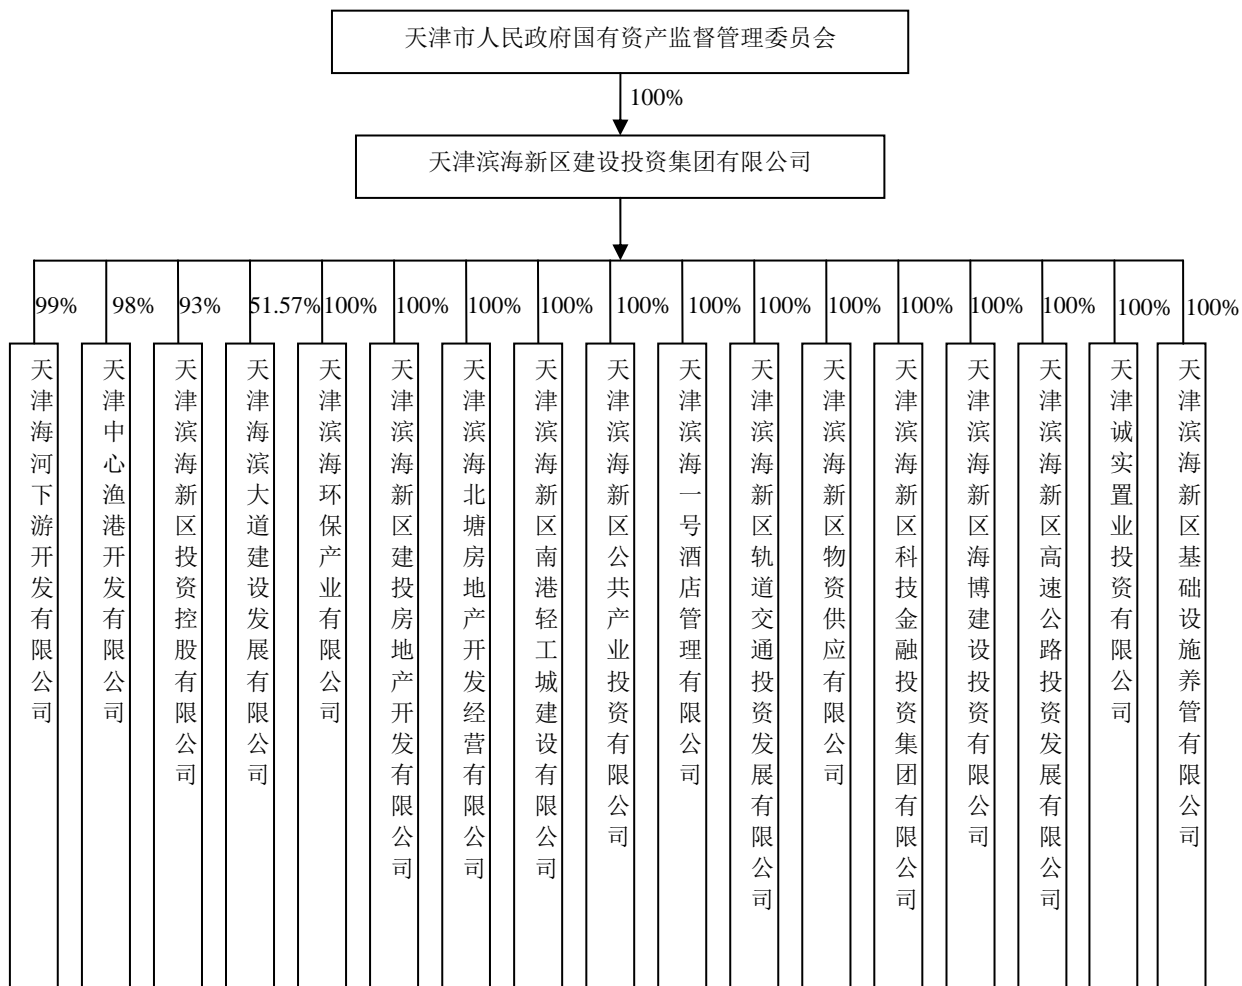 天津市人民政府国有资产监督管理委员会
100%
天津滨海新区建设投资集团有限公司
99%
98%
93%
51.57%
100%
100%
100%
100%
100%
100%
100%
100%
100%
100%
100%
100%
100%
天津海河下游开发有限公司
天津中心渔港开发有限公司
天津滨海新区投资控股有限公司
天津海滨大道建设发展有限公司
天津滨海环保产业有限公司
天津滨海新区建投房地产开发有限公司
天津滨海北塘房地产开发经营有限公司
天津滨海新区南港轻工城建设有限公司
天津滨海新区公共产业投资有限公司
天津滨海一号酒店管理有限公司
天津滨海新区轨道交通投资发展有限公司
天津滨海新区物资供应有限公司
天津滨海新区科技金融投资集团有限公司
天津滨海新区海博建设投资有限公司
天津滨海新区高速公路投资发展有限公司
天津诚实置业投资有限公司
天津滨海新区基础设施养管有限公司